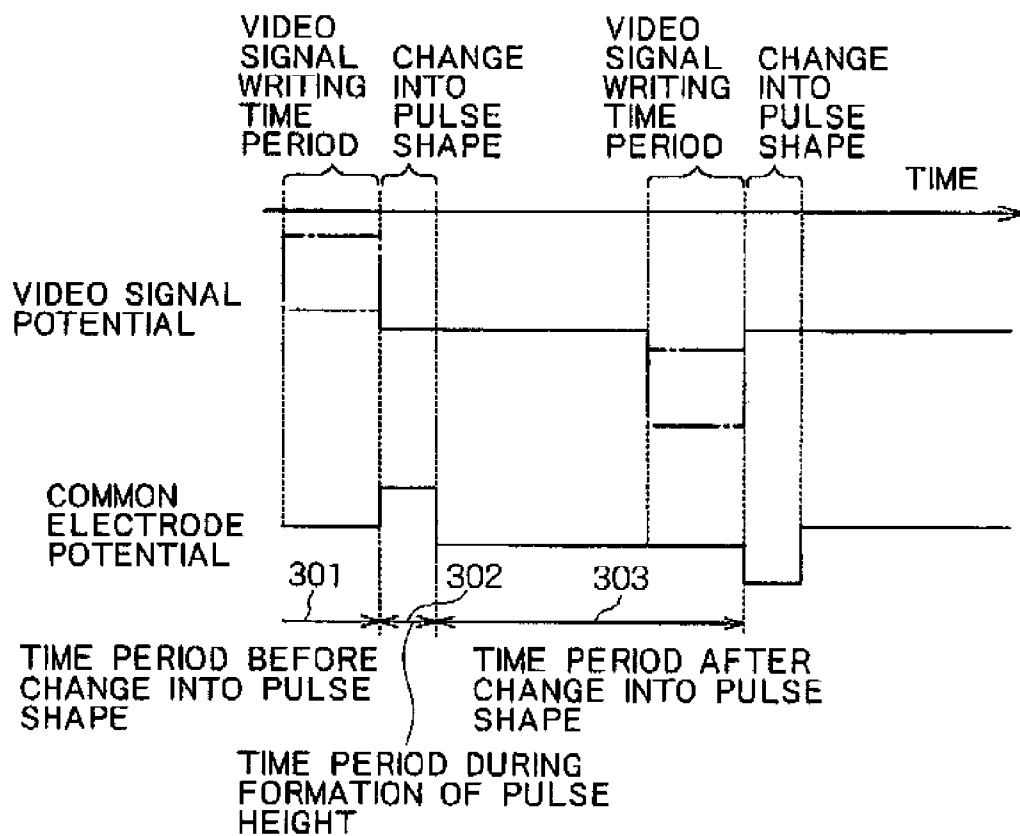 VIDEO
SIGNAL
WRITING
TIME
PERIOD
CHANGE
INTO
PULSE
SHAPE
VIDEO
SIGNAL
WRITING
TIME
PERIOD
CHANGE
INTO
PULSE
SHAPE
TIME
VIDEO SIGNAL
POTENTIAL
COMMON
ELECTRODE
POTENTIAL
301
302
303
TIME PERIOD BEFORE
CHANGE INTO PULSE
SHAPE
TIME PERIOD AFTER
CHANGE INTO PULSE
SHAPE
TIME PERIOD DURING
FORMATION OF PULSE
HEIGHT